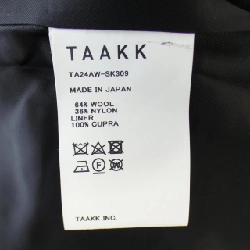 TAAKK
TA24AW-SK309
MADE IN JAPAN
64% WOOL
36% NYLON
LINER
100% CUPRA
TAAKK INC.